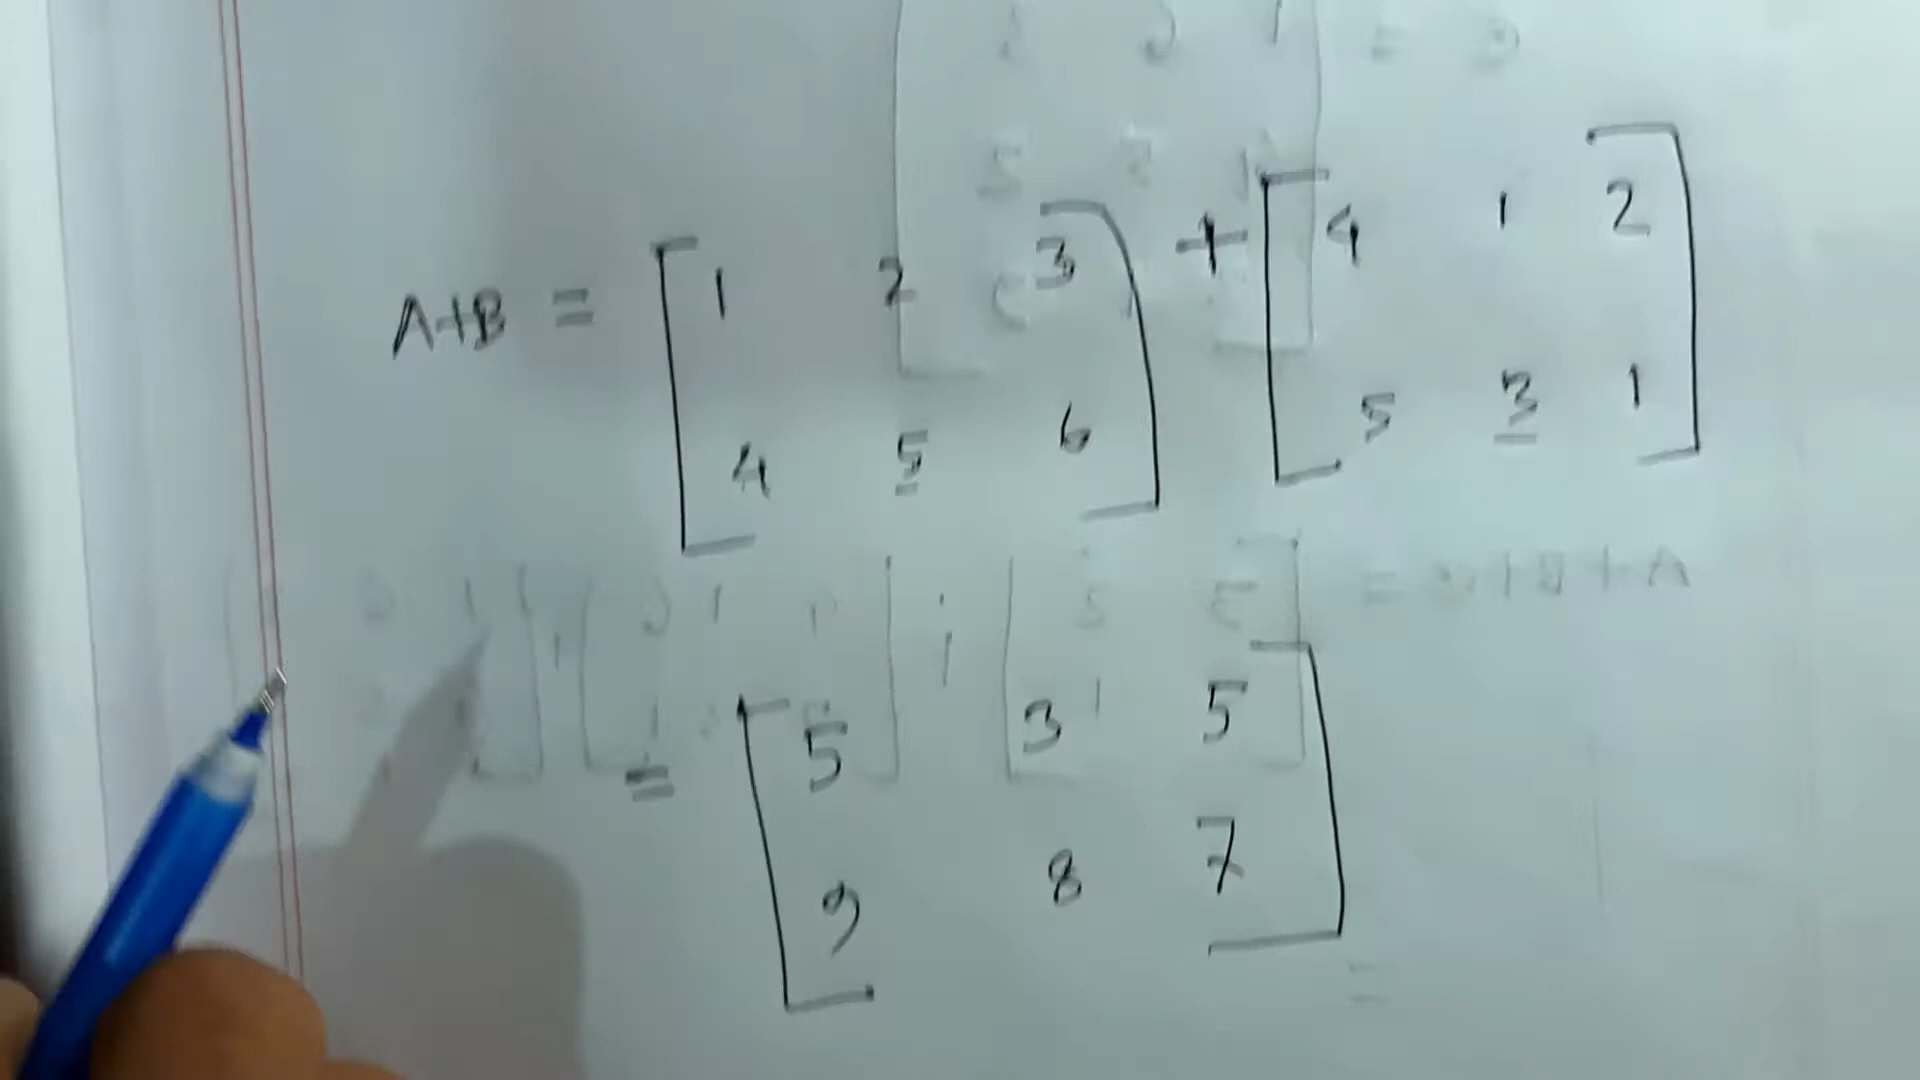 A+B = [ 1 2 3 ] + [ 4 1 2 ]
[ 4 5 6 ] [ 5 3 1 ]
= [ 5 3 5 ]
[ 9 8 7 ]